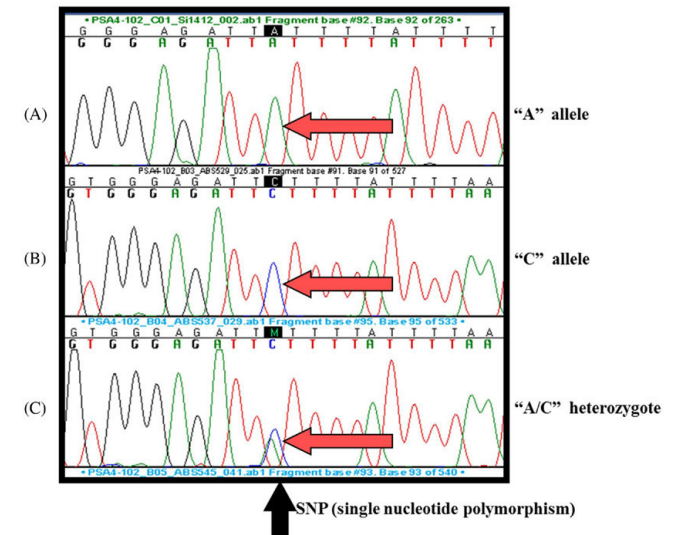 • PSA4-102_C01_Si1412_002.ab1 Fragment base #92. Base 92 of 263 •
G G G A G A T T A T T T T A T T T T
G G G A G A T T A T T T T A T T T T
(A)
“A” allele
PSA4-102_B03_ABS529_025.ab1 Fragment base #91. Base 91 of 527
G T G G G A G A T T C T T T T A T T T T A A
G T G G G A G A T T C T T T T A T T T T A A
(B)
“C” allele
• PSA4-102_B04_ABS537_029.ab1 Fragment base #95. Base 95 of 533 •
G T G G G A G A T T M T T T T A T T T T A A
G T G G G A G A T T C T T T T A T T T T A A
(C)
“A/C” heterozygote
• PSA4-102_B05_ABS545_041.ab1 Fragment base #93. Base 93 of 540 •
SNP (single nucleotide polymorphism)